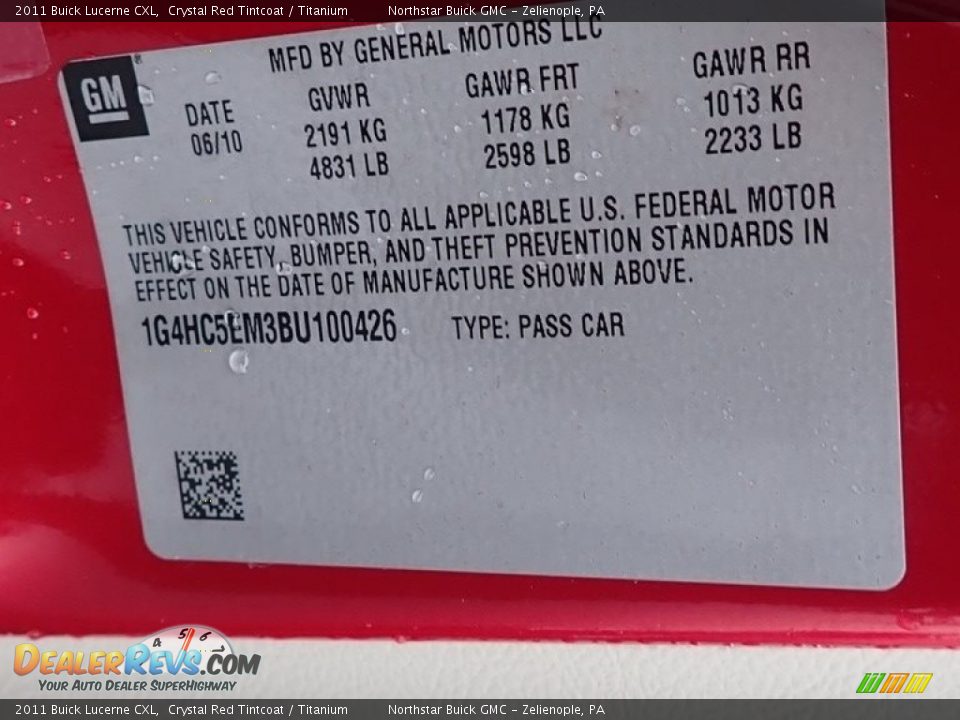 2011 Buick Lucerne CXL, Crystal Red Tintcoat / Titanium Northstar Buick GMC - Zelienople, PA
MFD BY GENERAL MOTORS LLC
GM
DATE GVWR GAWR FRT GAWR RR
06/10 2191 KG 1178 KG 1013 KG
4831 LB 2598 LB 2233 LB
THIS VEHICLE CONFORMS TO ALL APPLICABLE U.S. FEDERAL MOTOR
VEHICLE SAFETY, BUMPER, AND THEFT PREVENTION STANDARDS IN
EFFECT ON THE DATE OF MANUFACTURE SHOWN ABOVE.
1G4HC5EM3BU100426 TYPE: PASS CAR
4 5 6
DEALERREVS.COM
YOUR AUTO DEALER SUPERHIGHWAY
2011 Buick Lucerne CXL, Crystal Red Tintcoat / Titanium Northstar Buick GMC - Zelienople, PA